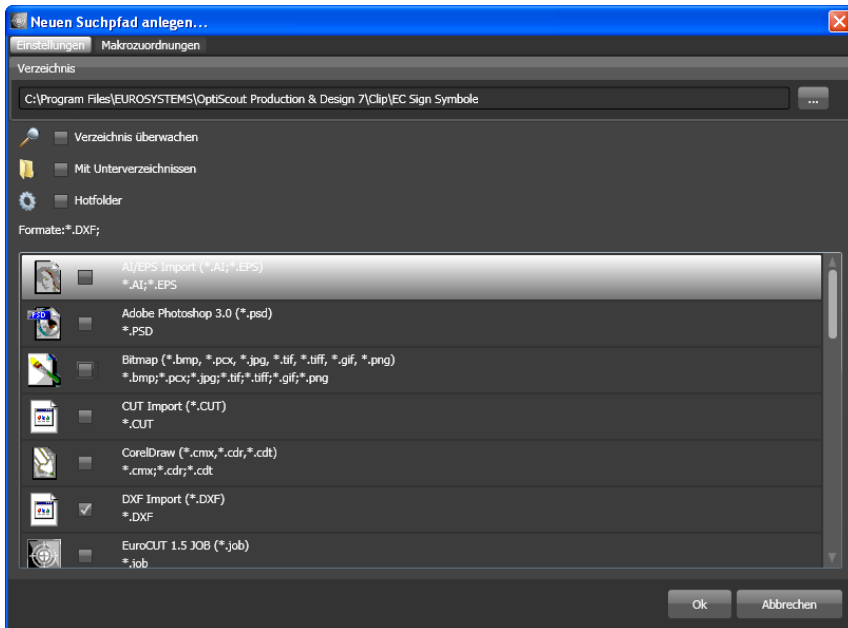 Neuen Suchpfad anlegen...
Einstellungen Makrozuordnungen
Verzeichnis
C:\Program Files\EUROSYSTEMS\OptiScout Production & Design 7\Clip\EC Sign Symbole ...
Verzeichnis überwachen
Mit Unterverzeichnissen
Hotfolder
Formate:*.DXF;
AI/EPS Import (*.AI;*.EPS)
*.AI;*.EPS
PSD
Adobe Photoshop 3.0 (*.psd)
*.PSD
Bitmap (*.bmp, *.pcx, *.jpg, *.tif, *.tiff, *.gif, *.png)
*.bmp;*.pcx;*.jpg;*.tif;*.tiff;*.gif;*.png
CUT Import (*.CUT)
*.CUT
CorelDraw (*.cmx,*.cdr,*.cdt)
*.cmx;*.cdr;*.cdt
DXF Import (*.DXF)
*.DXF
EuroCUT 1.5 JOB (*.job)
*.job
Ok Abbrechen